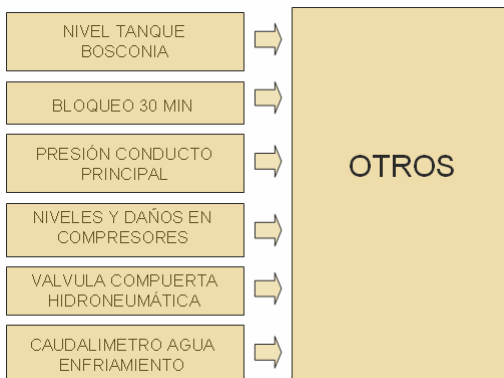 NIVEL TANQUE
BOSCONIA
BLOQUEO 30 MIN
PRESIÓN CONDUCTO
PRINCIPAL
NIVELES Y DAÑOS EN
COMPRESORES
VALVULA COMPUERTA
HIDRONEUMÁTICA
CAUDALIMETRO AGUA
ENFRIAMIENTO
OTROS